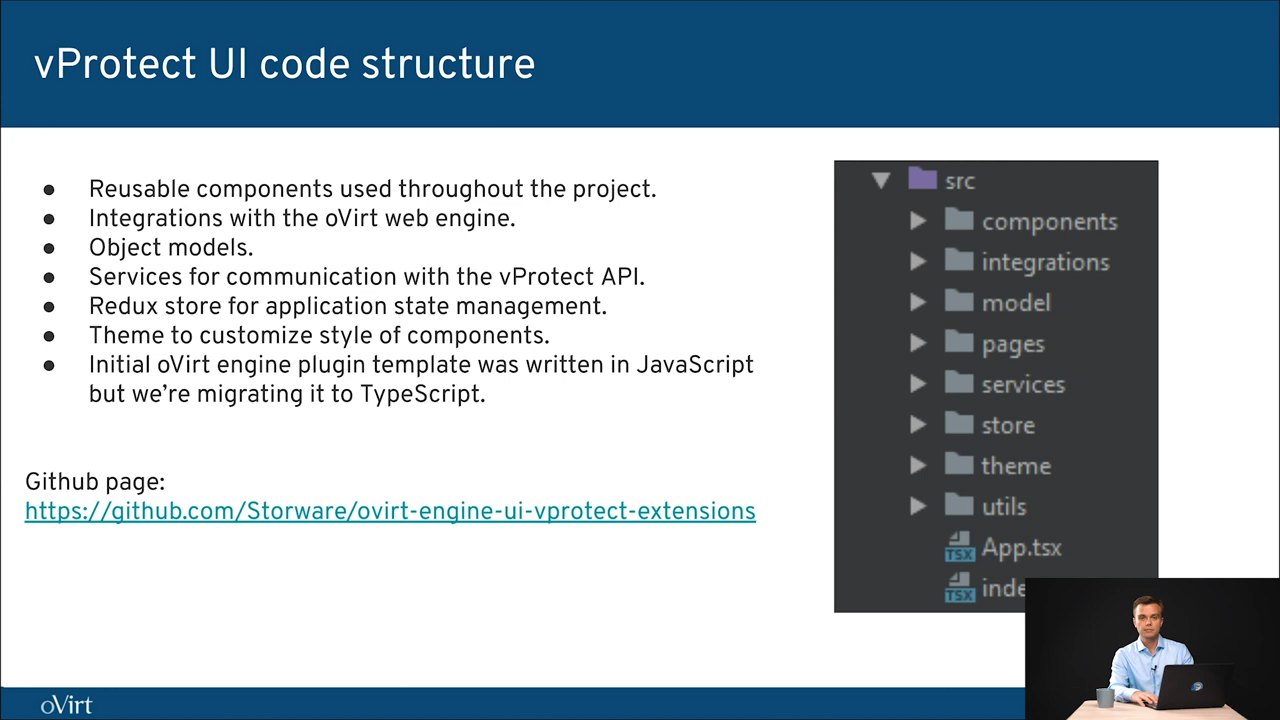 vProtect UI code structure
● Reusable components used throughout the project.
● Integrations with the oVirt web engine.
● Object models.
● Services for communication with the vProtect API.
● Redux store for application state management.
● Theme to customize style of components.
● Initial oVirt engine plugin template was written in JavaScript
but we’re migrating it to TypeScript.
Github page:
https://github.com/Storware/ovirt-engine-ui-vprotect-extensions
src
components
integrations
model
pages
services
store
theme
utils
TSX App.tsx
TSX inde
oVirt